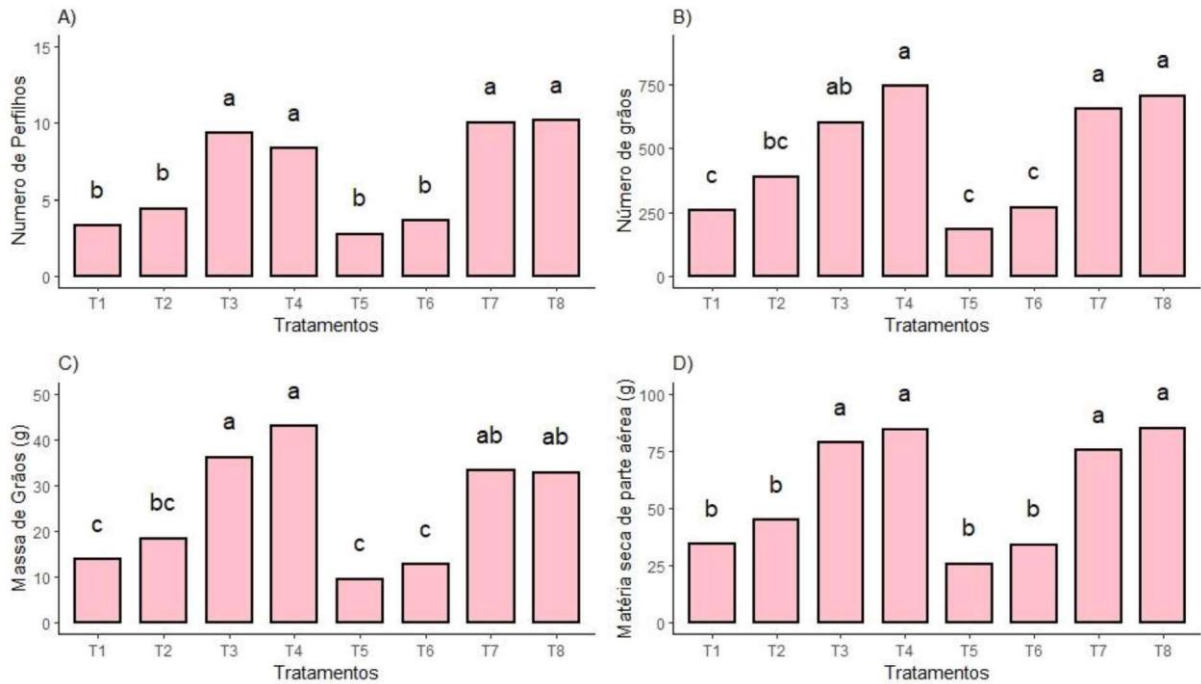 A)
Numero de Perfilhos
15
10
5
0
b
b
a
a
b
b
a
a
T1 T2 T3 T4 T5 T6 T7 T8
Tratamentos
B)
Número de grãos
750
500
250
0
c
bc
ab
a
c
c
a
a
T1 T2 T3 T4 T5 T6 T7 T8
Tratamentos
C)
Massa de Grãos (g)
50
40
30
20
10
0
c
bc
a
a
c
c
ab
ab
T1 T2 T3 T4 T5 T6 T7 T8
Tratamentos
D)
Matéria seca de parte aérea (g)
100
75
50
25
0
b
b
a
a
b
b
a
a
T1 T2 T3 T4 T5 T6 T7 T8
Tratamentos